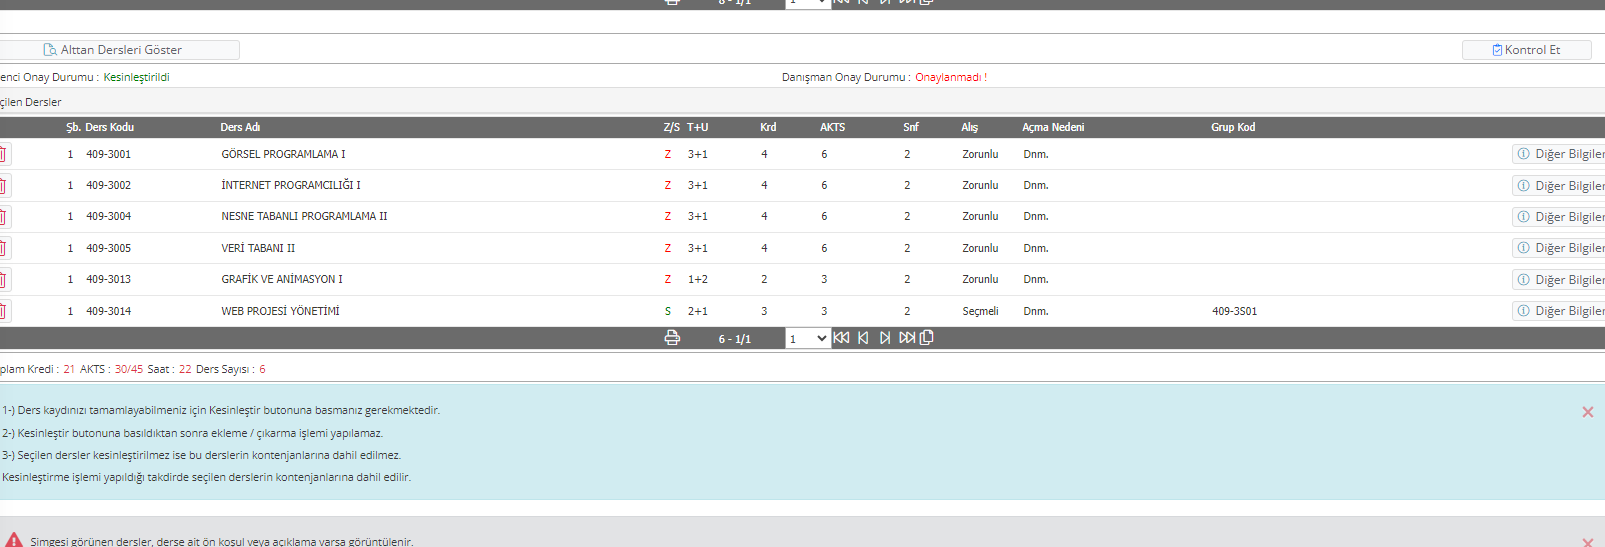 6 - 1/1 1
Alttan Dersleri Göster Kontrol Et
enci Onay Durumu : Kesinleştirildi Danışman Onay Durumu : Onaylanmadı !
çilen Dersler
Şb. Ders Kodu Ders Adı Z/S T+U Krd AKTS Snf Alış Açma Nedeni Grup Kod
1 409-3001 GÖRSEL PROGRAMLAMA I Z 3+1 4 6 2 Zorunlu Dnm. Diğer Bilgiler
1 409-3002 İNTERNET PROGRAMCILIĞI I Z 3+1 4 6 2 Zorunlu Dnm. Diğer Bilgiler
1 409-3004 NESNE TABANLI PROGRAMLAMA II Z 3+1 4 6 2 Zorunlu Dnm. Diğer Bilgiler
1 409-3005 VERİ TABANI II Z 3+1 4 6 2 Zorunlu Dnm. Diğer Bilgiler
1 409-3013 GRAFİK VE ANİMASYON I Z 1+2 2 3 2 Zorunlu Dnm. Diğer Bilgiler
1 409-3014 WEB PROJESİ YÖNETİMİ S 2+1 3 3 2 Seçmeli Dnm. 409-3S01 Diğer Bilgiler
6 - 1/1 1
plam Kredi : 21 AKTS : 30/45 Saat : 22 Ders Sayısı : 6
1-) Ders kaydınızı tamamlayabilmeniz için Kesinleştir butonuna basmanız gerekmektedir.
2-) Kesinleştir butonuna basıldıktan sonra ekleme / çıkarma işlemi yapılamaz.
3-) Seçilen dersler kesinleştirilmez ise bu derslerin kontenjanlarına dahil edilmez.
Kesinleştirme işlemi yapıldığı takdirde seçilen derslerin kontenjanlarına dahil edilir.
Simgesi görünen dersler, derse ait ön koşul veya açıklama varsa görüntülenir.